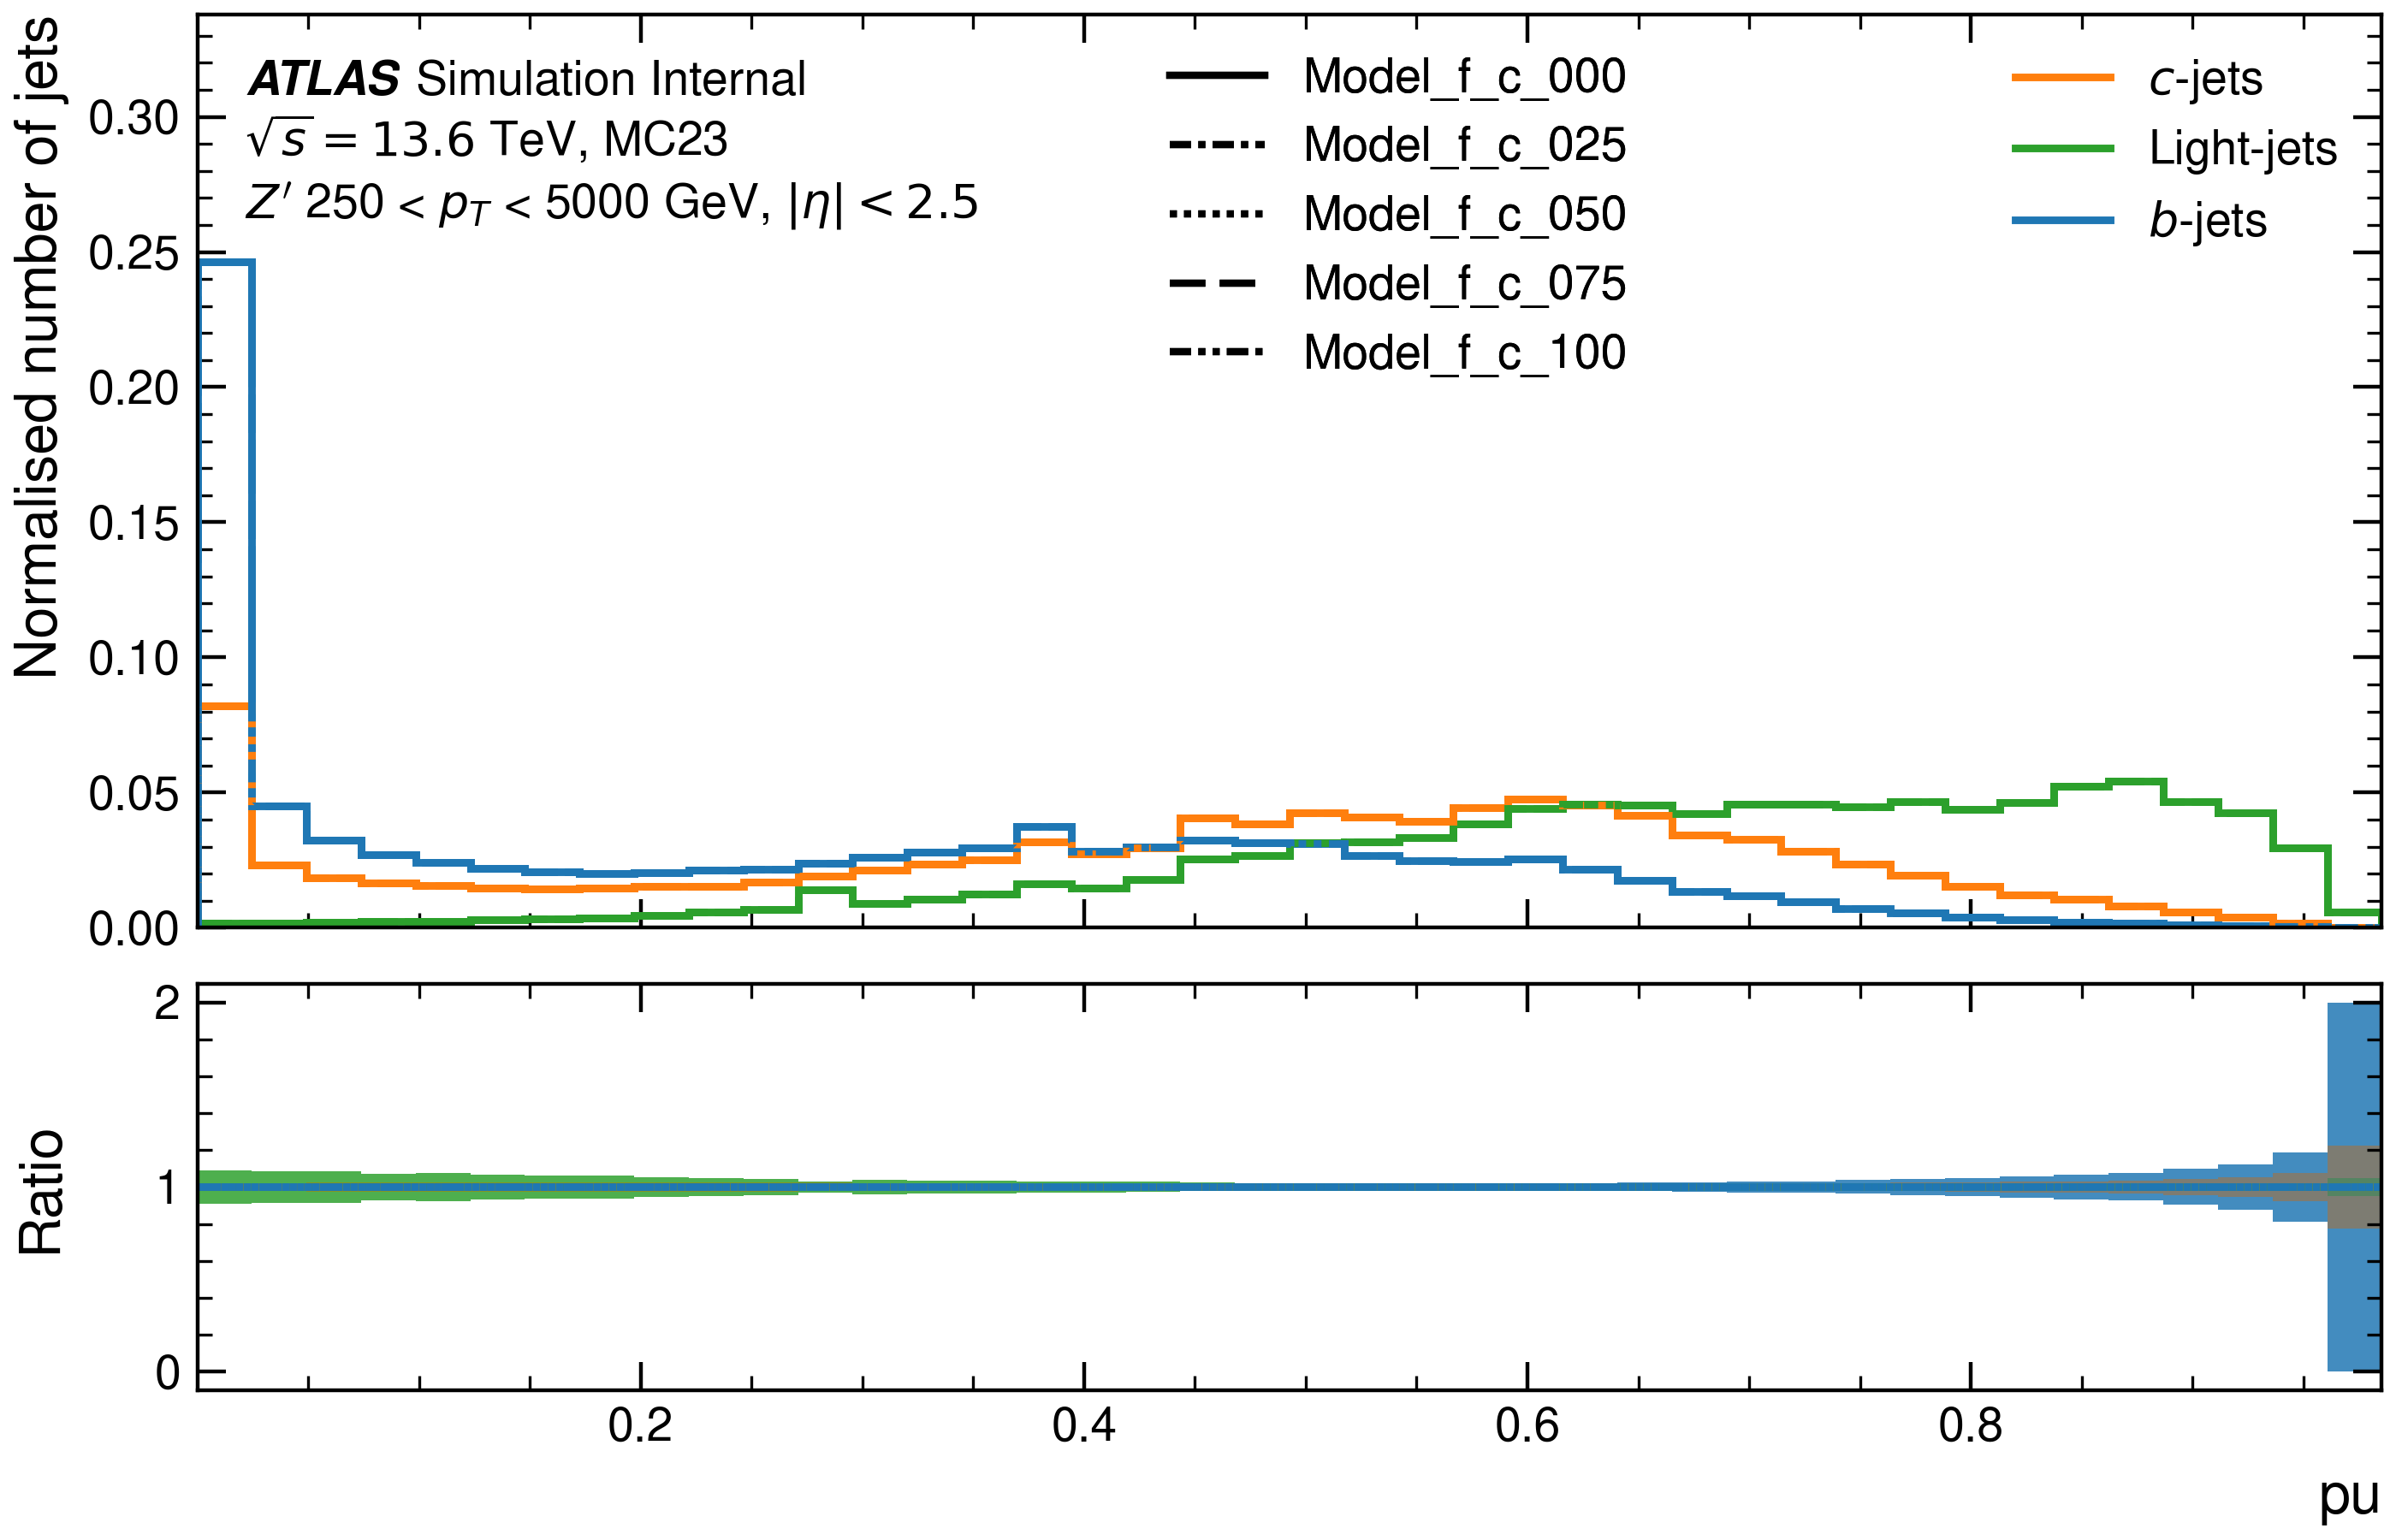 Normalised number of jets
ATLAS Simulation Internal
√s = 13.6 TeV, MC23
Z′ 250 < p_T < 5000 GeV, |η| < 2.5
Model_f_c_000
Model_f_c_025
Model_f_c_050
Model_f_c_075
Model_f_c_100
c-jets
Light-jets
b-jets
0.30
0.25
0.20
0.15
0.10
0.05
0.00
Ratio
2
1
0
0.2 0.4 0.6 0.8
pu